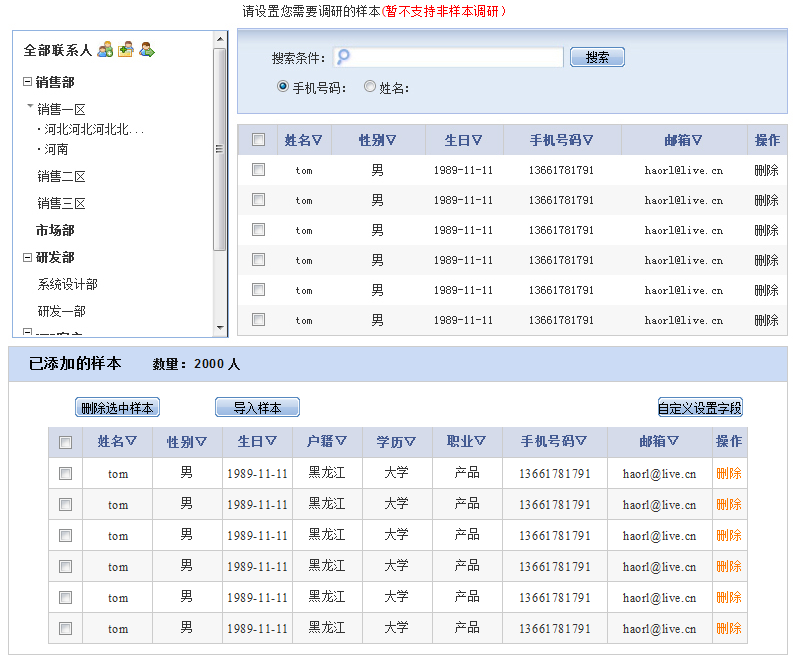 请设置您需要调研的样本(暂不支持非样本调研)
全部联系人
销售部
销售一区
·河北河北河北北...
·河南
销售二区
销售三区
市场部
研发部
系统设计部
研发一部
搜索条件： 搜索
手机号码： 姓名：
姓名▽ 性别▽ 生日▽ 手机号码▽ 邮箱▽ 操作
tom 男 1989-11-11 13661781791 haorl@live.cn 删除
tom 男 1989-11-11 13661781791 haorl@live.cn 删除
tom 男 1989-11-11 13661781791 haorl@live.cn 删除
tom 男 1989-11-11 13661781791 haorl@live.cn 删除
tom 男 1989-11-11 13661781791 haorl@live.cn 删除
tom 男 1989-11-11 13661781791 haorl@live.cn 删除
已添加的样本 数量：2000 人
删除选中样本 导入样本 自定义设置字段
姓名▽ 性别▽ 生日▽ 户籍▽ 学历▽ 职业▽ 手机号码▽ 邮箱▽ 操作
tom 男 1989-11-11 黑龙江 大学 产品 13661781791 haorl@live.cn 删除
tom 男 1989-11-11 黑龙江 大学 产品 13661781791 haorl@live.cn 删除
tom 男 1989-11-11 黑龙江 大学 产品 13661781791 haorl@live.cn 删除
tom 男 1989-11-11 黑龙江 大学 产品 13661781791 haorl@live.cn 删除
tom 男 1989-11-11 黑龙江 大学 产品 13661781791 haorl@live.cn 删除
tom 男 1989-11-11 黑龙江 大学 产品 13661781791 haorl@live.cn 删除